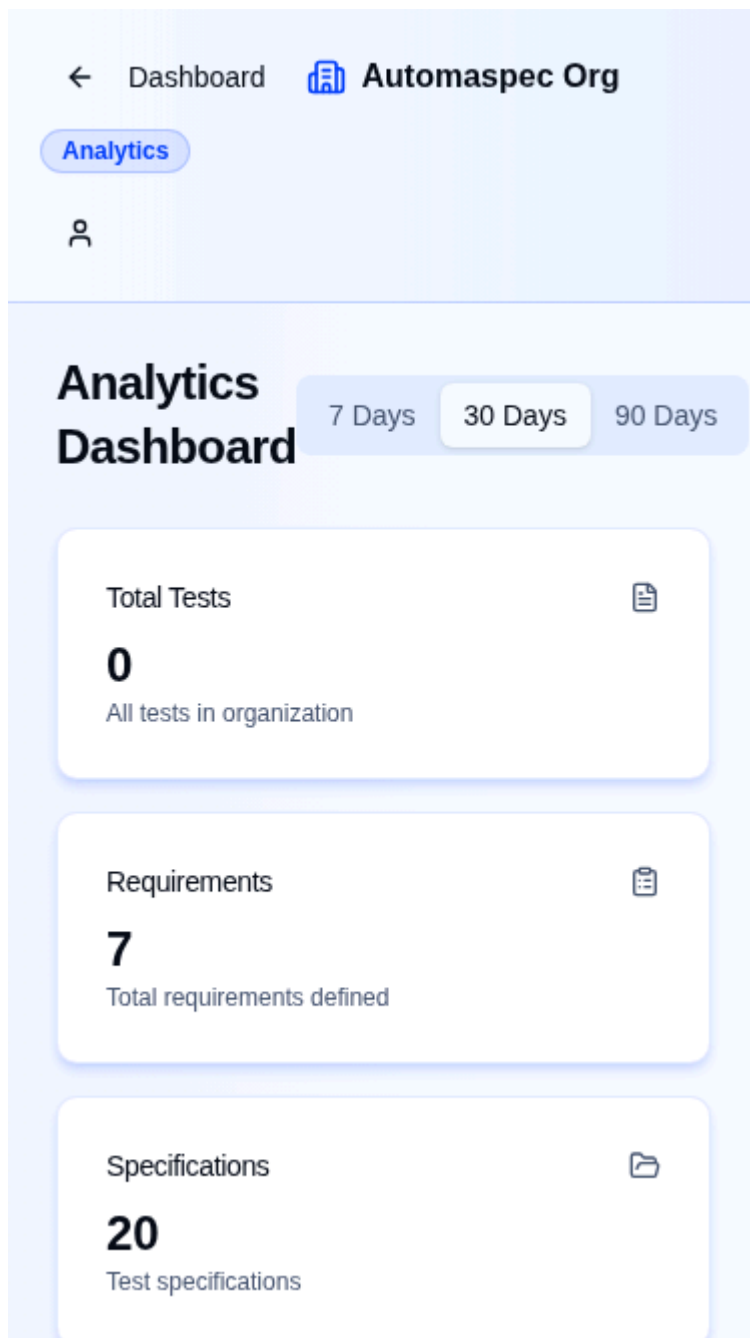 Dashboard Automaspec Org
Analytics
Analytics
Dashboard
7 Days 30 Days 90 Days
Total Tests
0
All tests in organization
Requirements
7
Total requirements defined
Specifications
20
Test specifications